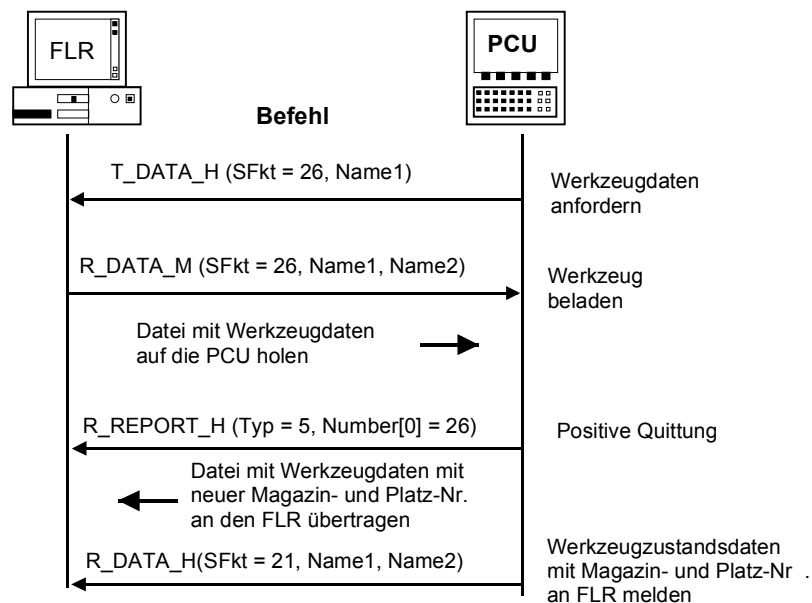 FLR
PCU
Befehl
T_DATA_H (SFkt = 26, Name1)
Werkzeugdaten
anfordern
R_DATA_M (SFkt = 26, Name1, Name2)
Werkzeug
beladen
Datei mit Werkzeugdaten
auf die PCU holen
R_REPORT_H (Typ = 5, Number[0] = 26)
Positive Quittung
Datei mit Werkzeugdaten mit
neuer Magazin- und Platz-Nr.
an den FLR übertragen
R_DATA_H(SFkt = 21, Name1, Name2)
Werkzeugzustandsdaten
mit Magazin- und Platz-Nr .
an FLR melden